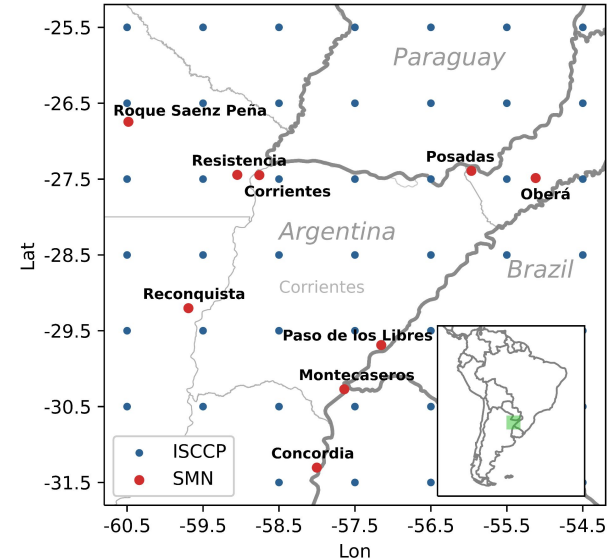 -25.5
Paraguay
-26.5
Roque Saenz Peña
Resistencia
Posadas
-27.5
Corrientes
Oberá
Argentina
-28.5
Brazil
Lat
Corrientes
Reconquista
-29.5
Paso de los Libres
Montecaseros
-30.5
ISCCP
Concordia
SMN
-31.5
-60.5 -59.5 -58.5 -57.5 -56.5 -55.5 -54.5
Lon